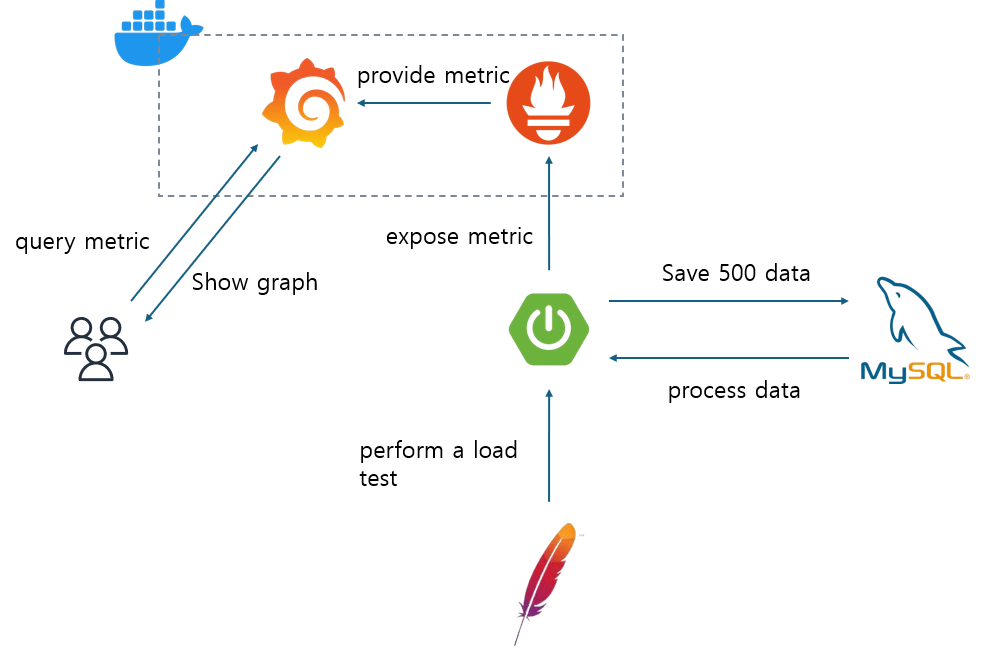 provide metric
query metric
expose metric
Show graph
Save 500 data
MySQL®
process data
perform a load
test